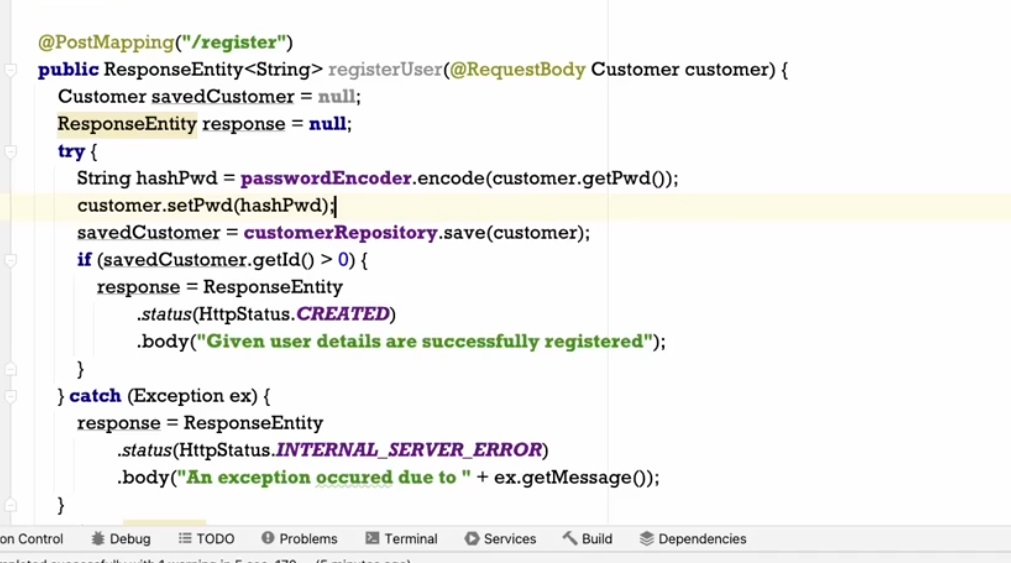 @PostMapping("/register")
public ResponseEntity<String> registerUser(@RequestBody Customer customer) {
Customer savedCustomer = null;
ResponseEntity response = null;
try {
String hashPwd = passwordEncoder.encode(customer.getPwd());
customer.setPwd(hashPwd);
savedCustomer = customerRepository.save(customer);
if (savedCustomer.getId() > 0) {
response = ResponseEntity
.status(HttpStatus.CREATED)
.body("Given user details are successfully registered");
}
} catch (Exception ex) {
response = ResponseEntity
.status(HttpStatus.INTERNAL_SERVER_ERROR)
.body("An exception occured due to " + ex.getMessage());
}
on Control Debug TODO Problems Terminal Services Build Dependencies